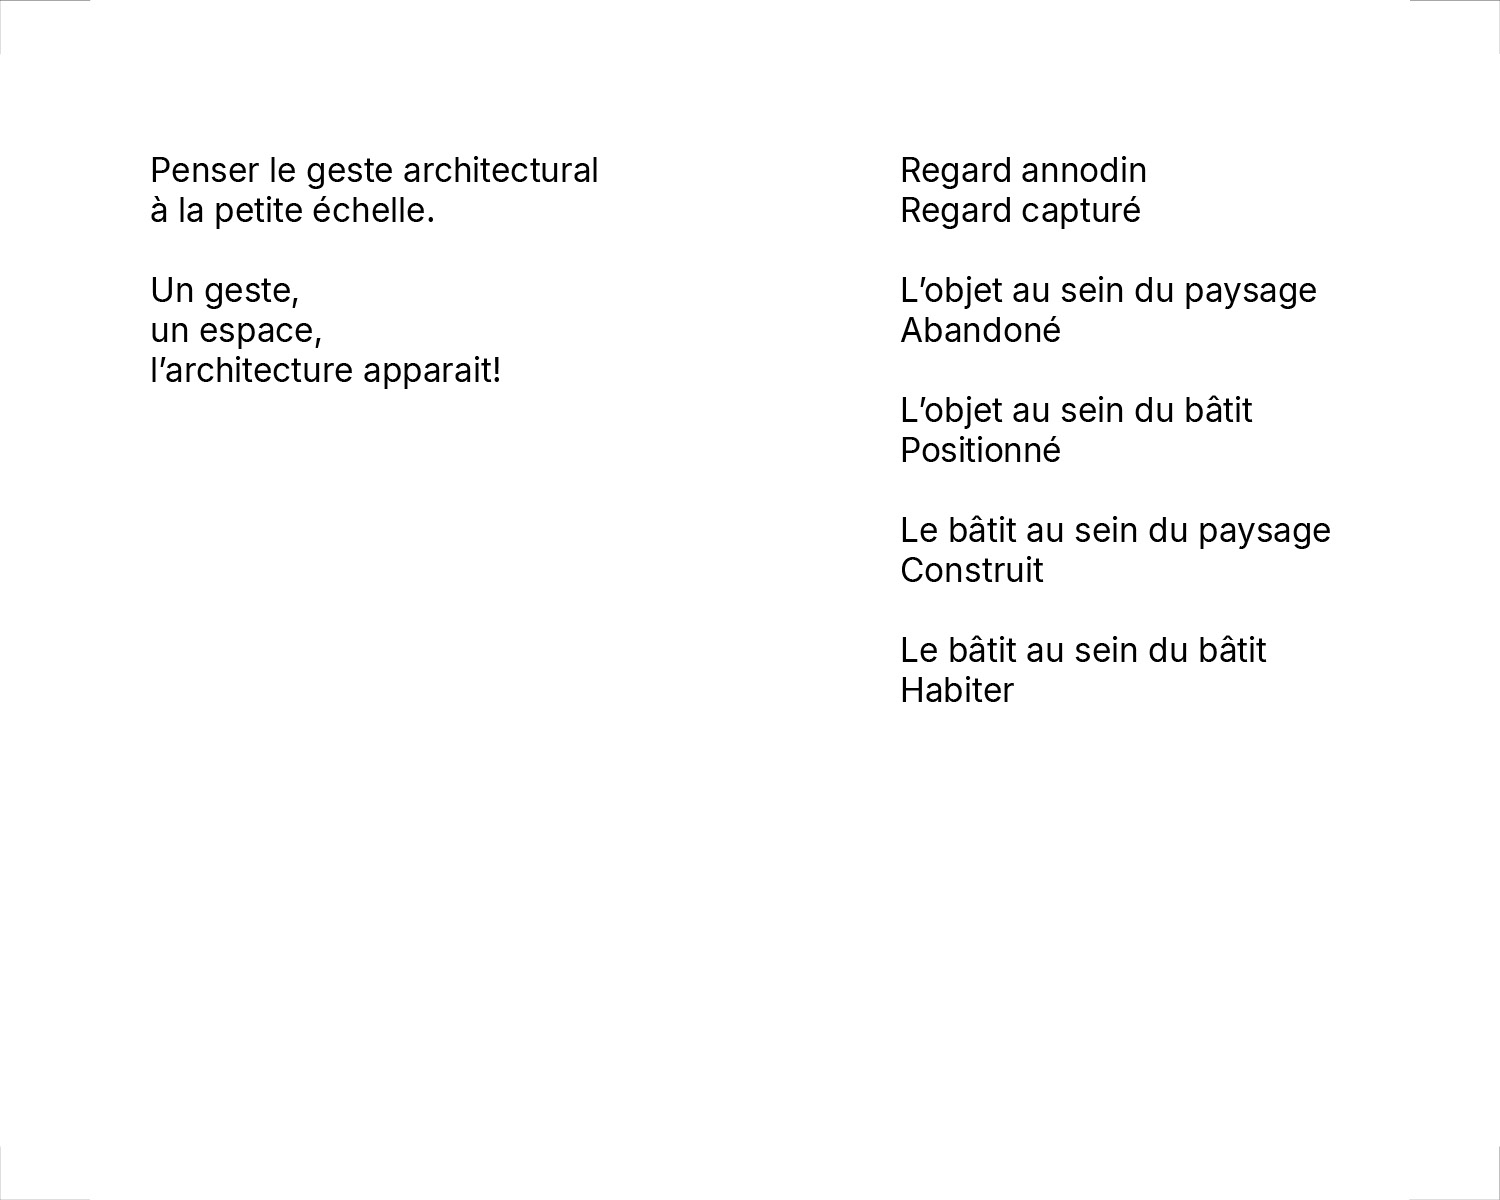 Penser le geste architectural
à la petite échelle.
Un geste,
un espace,
l’architecture apparait!
Regard annodin
Regard capturé
L’objet au sein du paysage
Abandoné
L’objet au sein du bâtit
Positionné
Le bâtit au sein du paysage
Construit
Le bâtit au sein du bâtit
Habiter